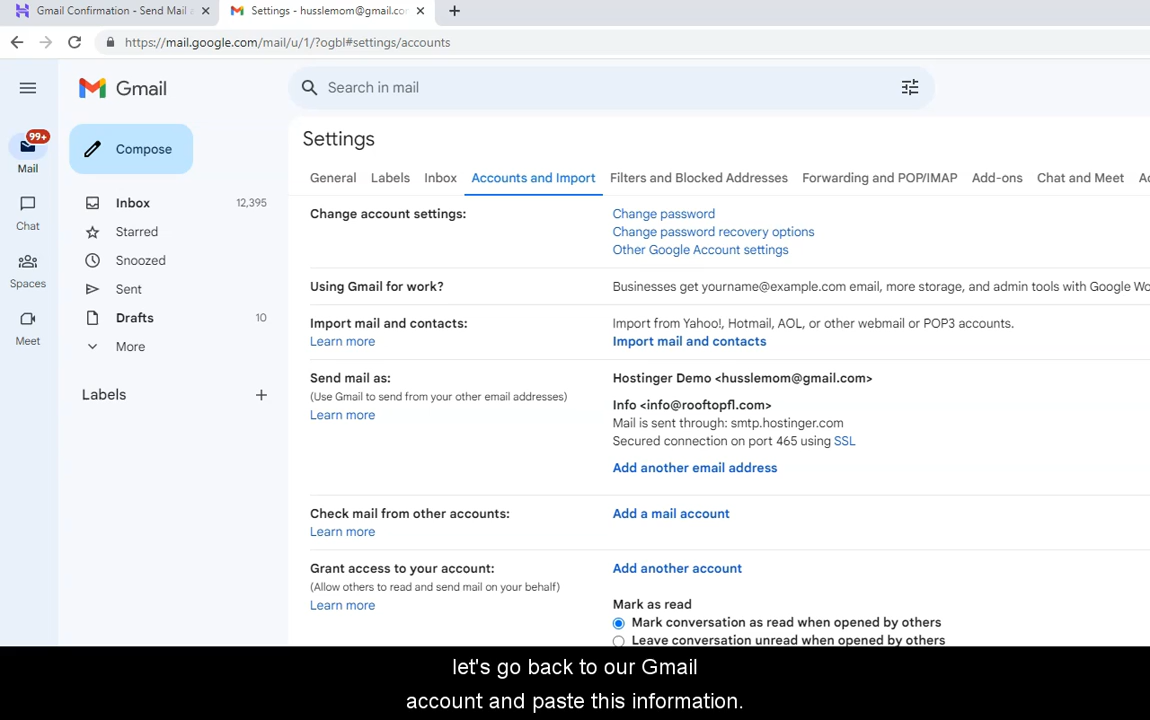 Gmail Confirmation - Send Mail
Settings - husslemom@gmail.co
https://mail.google.com/mail/u/1/?ogbl#settings/accounts
Gmail
Search in mail
99+
Mail
Chat
Spaces
Meet
Compose
Inbox 12,395
Starred
Snoozed
Sent
Drafts 10
More
Labels
Settings
General Labels Inbox Accounts and Import Filters and Blocked Addresses Forwarding and POP/IMAP Add-ons Chat and Meet
Change account settings: Change password
Change password recovery options
Other Google Account settings
Using Gmail for work? Businesses get yourname@example.com email, more storage, and admin tools with Google Wo
Import mail and contacts: Import from Yahoo!, Hotmail, AOL, or other webmail or POP3 accounts.
Learn more Import mail and contacts
Send mail as: Hostinger Demo <husslemom@gmail.com>
(Use Gmail to send from your other email addresses)
Learn more
Info <info@rooftopfl.com>
Mail is sent through: smtp.hostinger.com
Secured connection on port 465 using SSL
Add another email address
Check mail from other accounts: Add a mail account
Learn more
Grant access to your account: Add another account
(Allow others to read and send mail on your behalf)
Learn more
Mark as read
Mark conversation as read when opened by others
Leave conversation unread when opened by others
let's go back to our Gmail
account and paste this information.